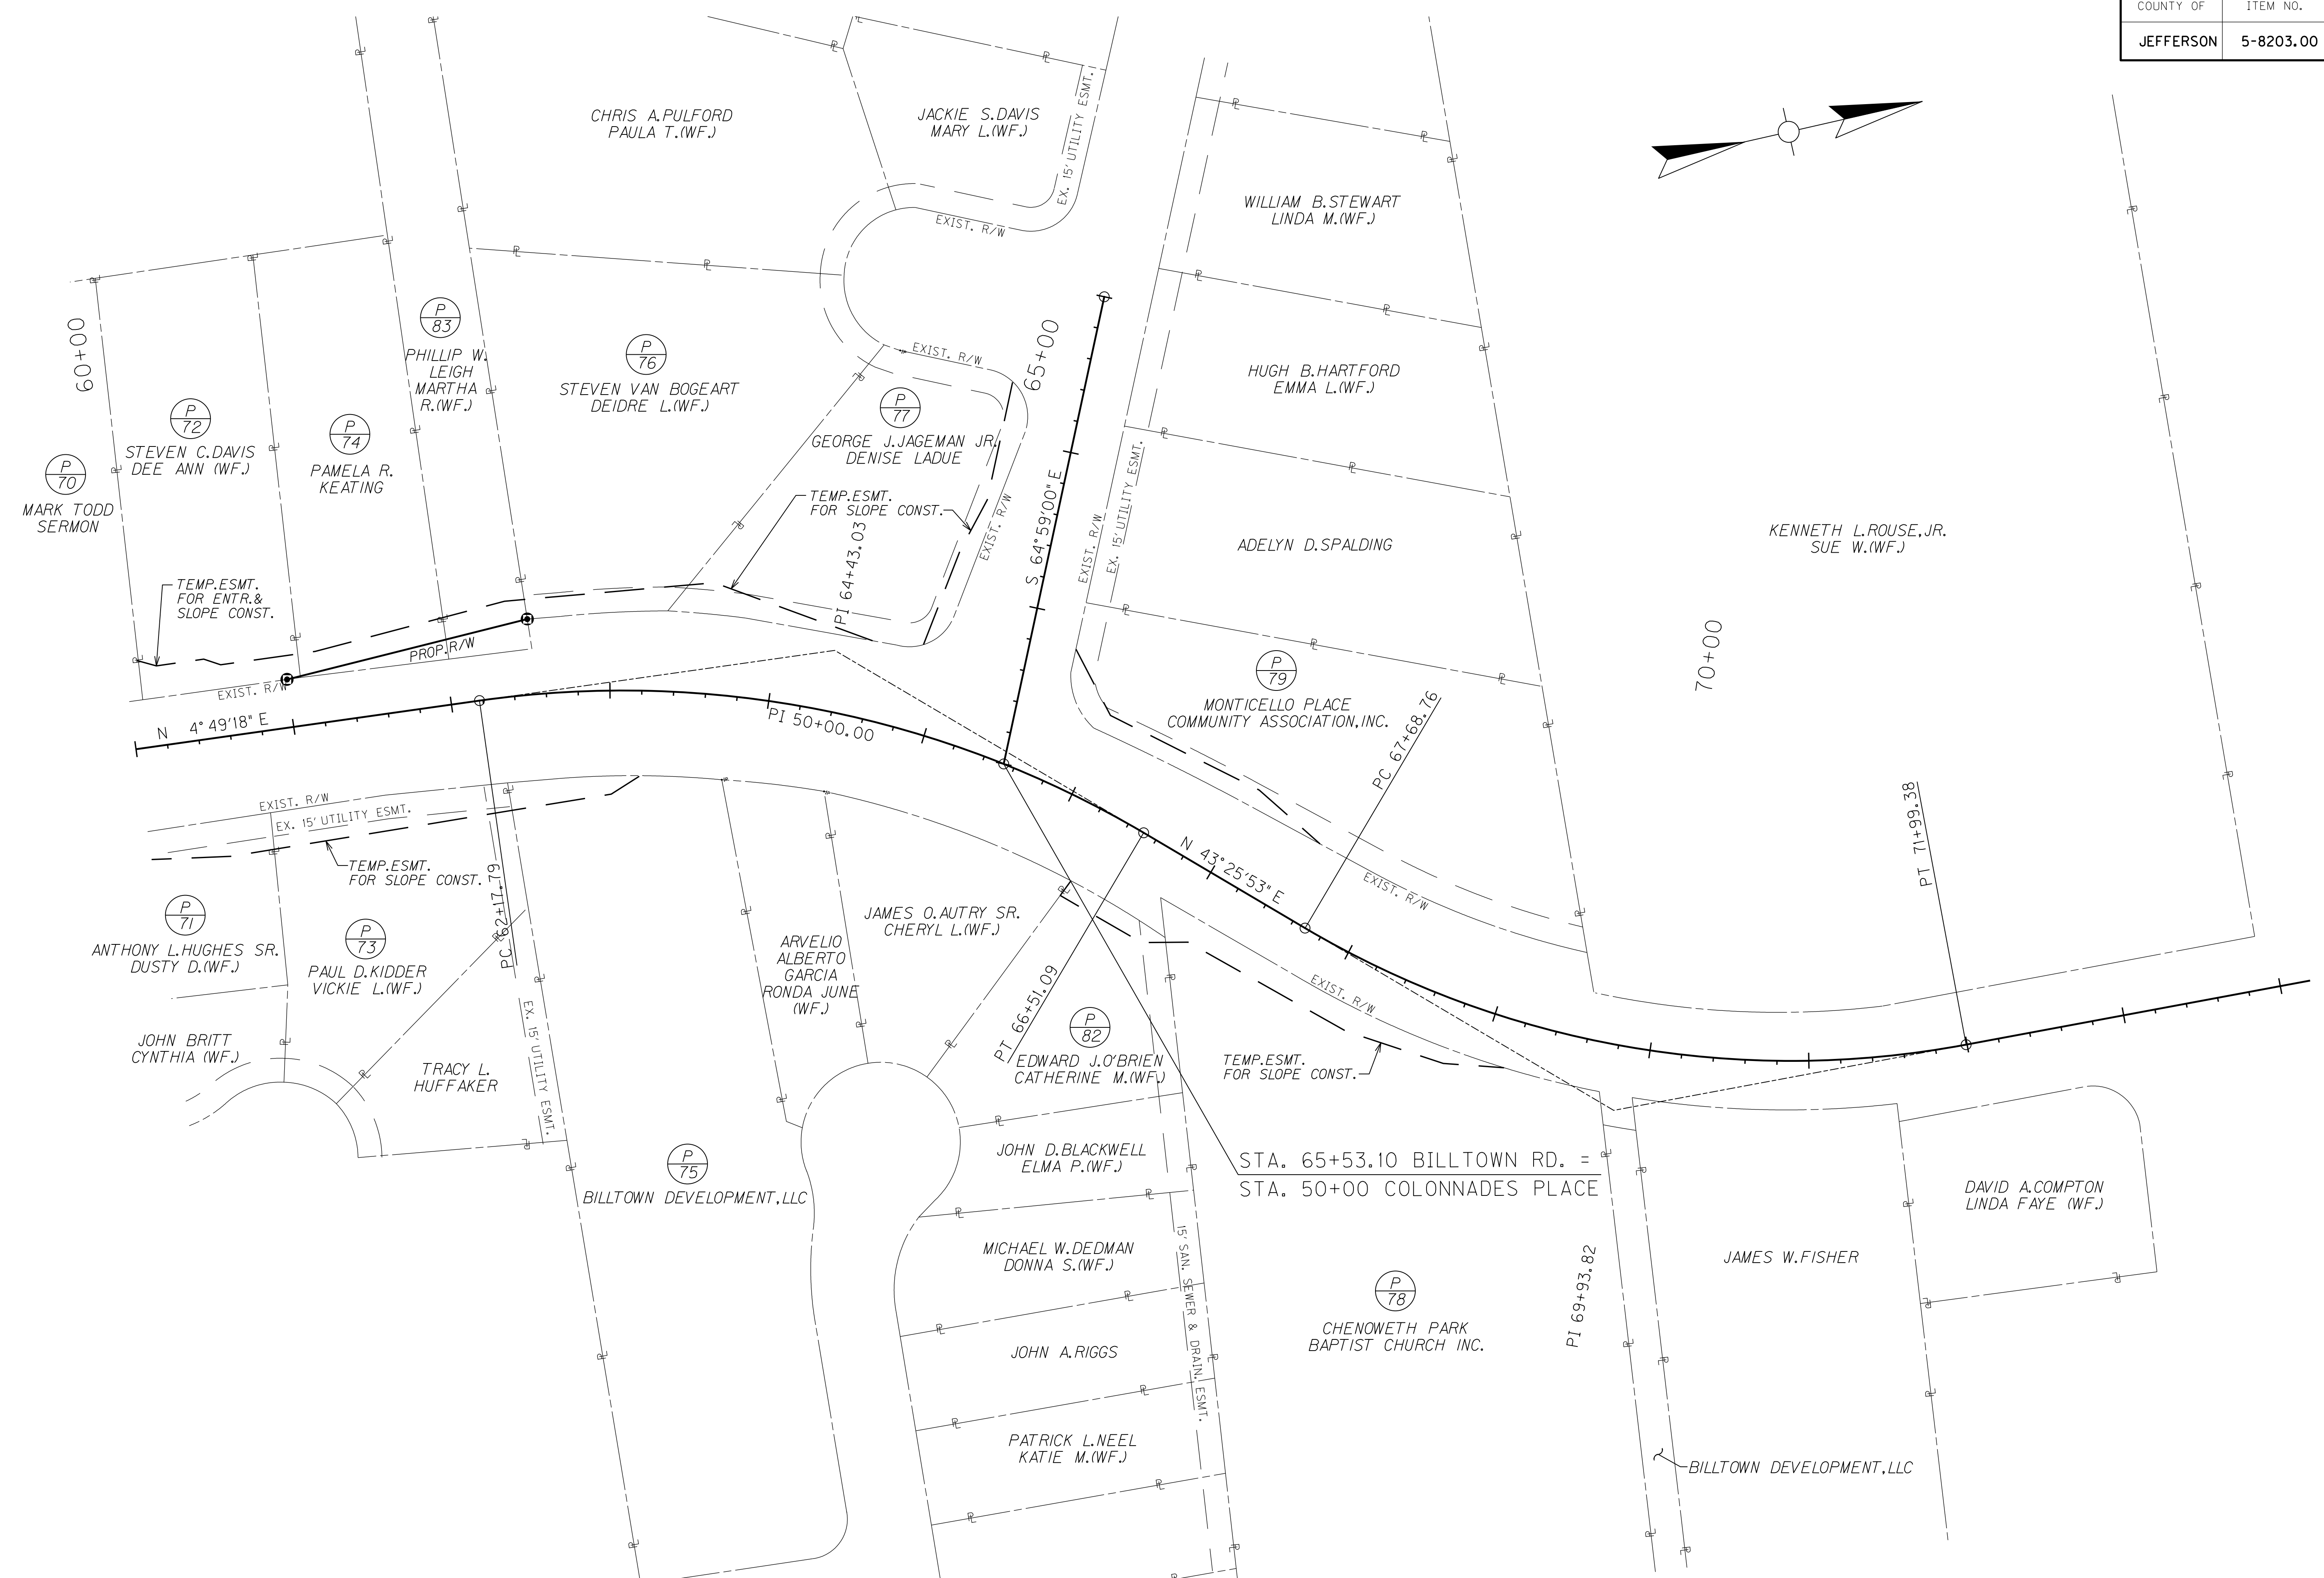 COUNTY OF
ITEM NO.
JEFFERSON
5-8203.00
CHRIS A.PULFORD
PAULA T.(WF.)
JACKIE S.DAVIS
MARY L.(WF.)
EX. 15' UTILITY ESMT.
EXIST. R/W
WILLIAM B.STEWART
LINDA M.(WF.)
60+00
P
83
PHILLIP W.
LEIGH
MARTHA
R.(WF.)
P
76
STEVEN VAN BOGEART
DEIDRE L.(WF.)
EXIST. R/W
65+00
HUGH B.HARTFORD
EMMA L.(WF.)
P
72
STEVEN C.DAVIS
DEE ANN (WF.)
P
74
PAMELA R.
KEATING
P
77
GEORGE J.JAGEMAN JR.
DENISE LADUE
P
70
MARK TODD
SERMON
TEMP.ESMT.
FOR SLOPE CONST.
EXIST. R/W
S 64°59'00" E
EXIST. R/W
EX. 15' UTILITY ESMT.
ADELYN D.SPALDING
KENNETH L.ROUSE,JR.
SUE W.(WF.)
PI 64+43.03
TEMP.ESMT.
FOR ENTR.&
SLOPE CONST.
PROP.R/W
EXIST. R/W
70+00
P
79
MONTICELLO PLACE
COMMUNITY ASSOCIATION,INC.
N 4°49'18" E
PI 50+00.00
PC 67+68.76
PT 71+99.38
EXIST. R/W
EX. 15' UTILITY ESMT.
TEMP.ESMT.
FOR SLOPE CONST.
PC 62+17.79
N 43°25'53" E
EXIST. R/W
P
71
ANTHONY L.HUGHES SR.
DUSTY D.(WF.)
P
73
PAUL D.KIDDER
VICKIE L.(WF.)
ARVELIO
ALBERTO
GARCIA
RONDA JUNE
(WF.)
JAMES O.AUTRY SR.
CHERYL L.(WF.)
PT 66+51.09
EXIST. R/W
JOHN BRITT
CYNTHIA (WF.)
TRACY L.
HUFFAKER
EX. 15' UTILITY ESMT.
P
82
EDWARD J.O'BRIEN
CATHERINE M.(WF.)
TEMP.ESMT.
FOR SLOPE CONST.
P
75
BILLTOWN DEVELOPMENT,LLC
JOHN D.BLACKWELL
ELMA P.(WF.)
STA. 65+53.10 BILLTOWN RD. =
STA. 50+00 COLONNADES PLACE
DAVID A.COMPTON
LINDA FAYE (WF.)
MICHAEL W.DEDMAN
DONNA S.(WF.)
15' SAN. SEWER & DRAIN. ESMT.
P
78
CHENOWETH PARK
BAPTIST CHURCH INC.
PI 69+93.82
JAMES W.FISHER
JOHN A.RIGGS
PATRICK L.NEEL
KATIE M.(WF.)
BILLTOWN DEVELOPMENT,LLC